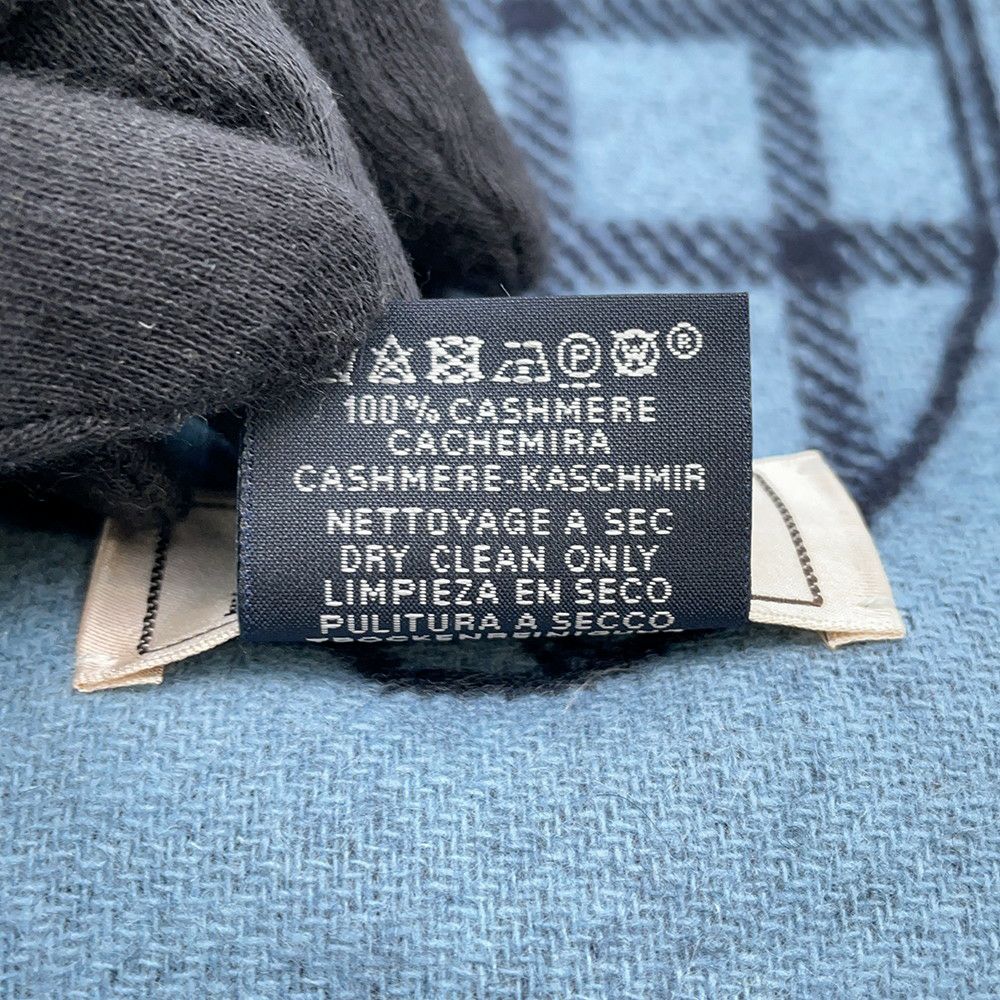 P W ®
100% CASHMERE
CACHEMIRA
CASHMERE-KASCHMIR
NETTOYAGE A SEC
DRY CLEAN ONLY
LIMPIEZA EN SECO
PULITURA A SECCO